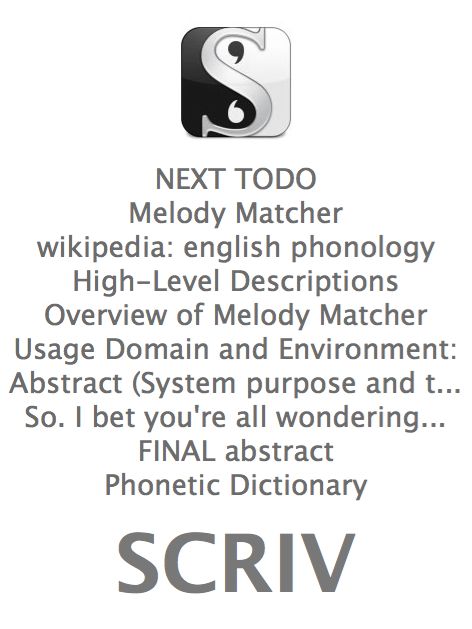 NEXT TODO
Melody Matcher
wikipedia: english phonology
High-Level Descriptions
Overview of Melody Matcher
Usage Domain and Environment:
Abstract (System purpose and t...
So. I bet you're all wondering...
FINAL abstract
Phonetic Dictionary
SCRIV